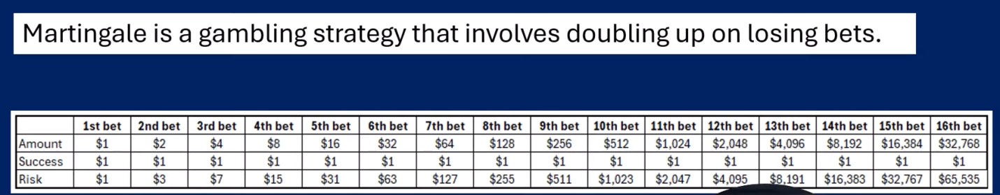 Martingale is a gambling strategy that involves doubling up on losing bets.
1st bet 2nd bet 3rd bet 4th bet 5th bet 6th bet 7th bet 8th bet 9th bet 10th bet 11th bet 12th bet 13th bet 14th bet 15th bet 16th bet
Amount $1 $2 $4 $8 $16 $32 $64 $128 $256 $512 $1,024 $2,048 $4,096 $8,192 $16,384 $32,768
Success $1 $1 $1 $1 $1 $1 $1 $1 $1 $1 $1 $1 $1 $1 $1 $1
Risk $1 $3 $7 $15 $31 $63 $127 $255 $511 $1,023 $2,047 $4,095 $8,191 $16,383 $32,767 $65,535